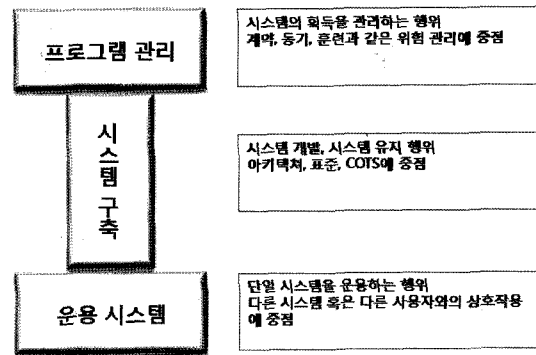 프로그램 관리
시스템의 획득을 관리하는 행위
계약, 동기, 훈련과 같은 위험 관리에 중점
시스템 구축
시스템 개발, 시스템 유지 행위
아키텍쳐, 표준, COTS에 중점
운용 시스템
단일 시스템을 운용하는 행위
다른 시스템 혹은 다른 사용자와의 상호작용
에 중점